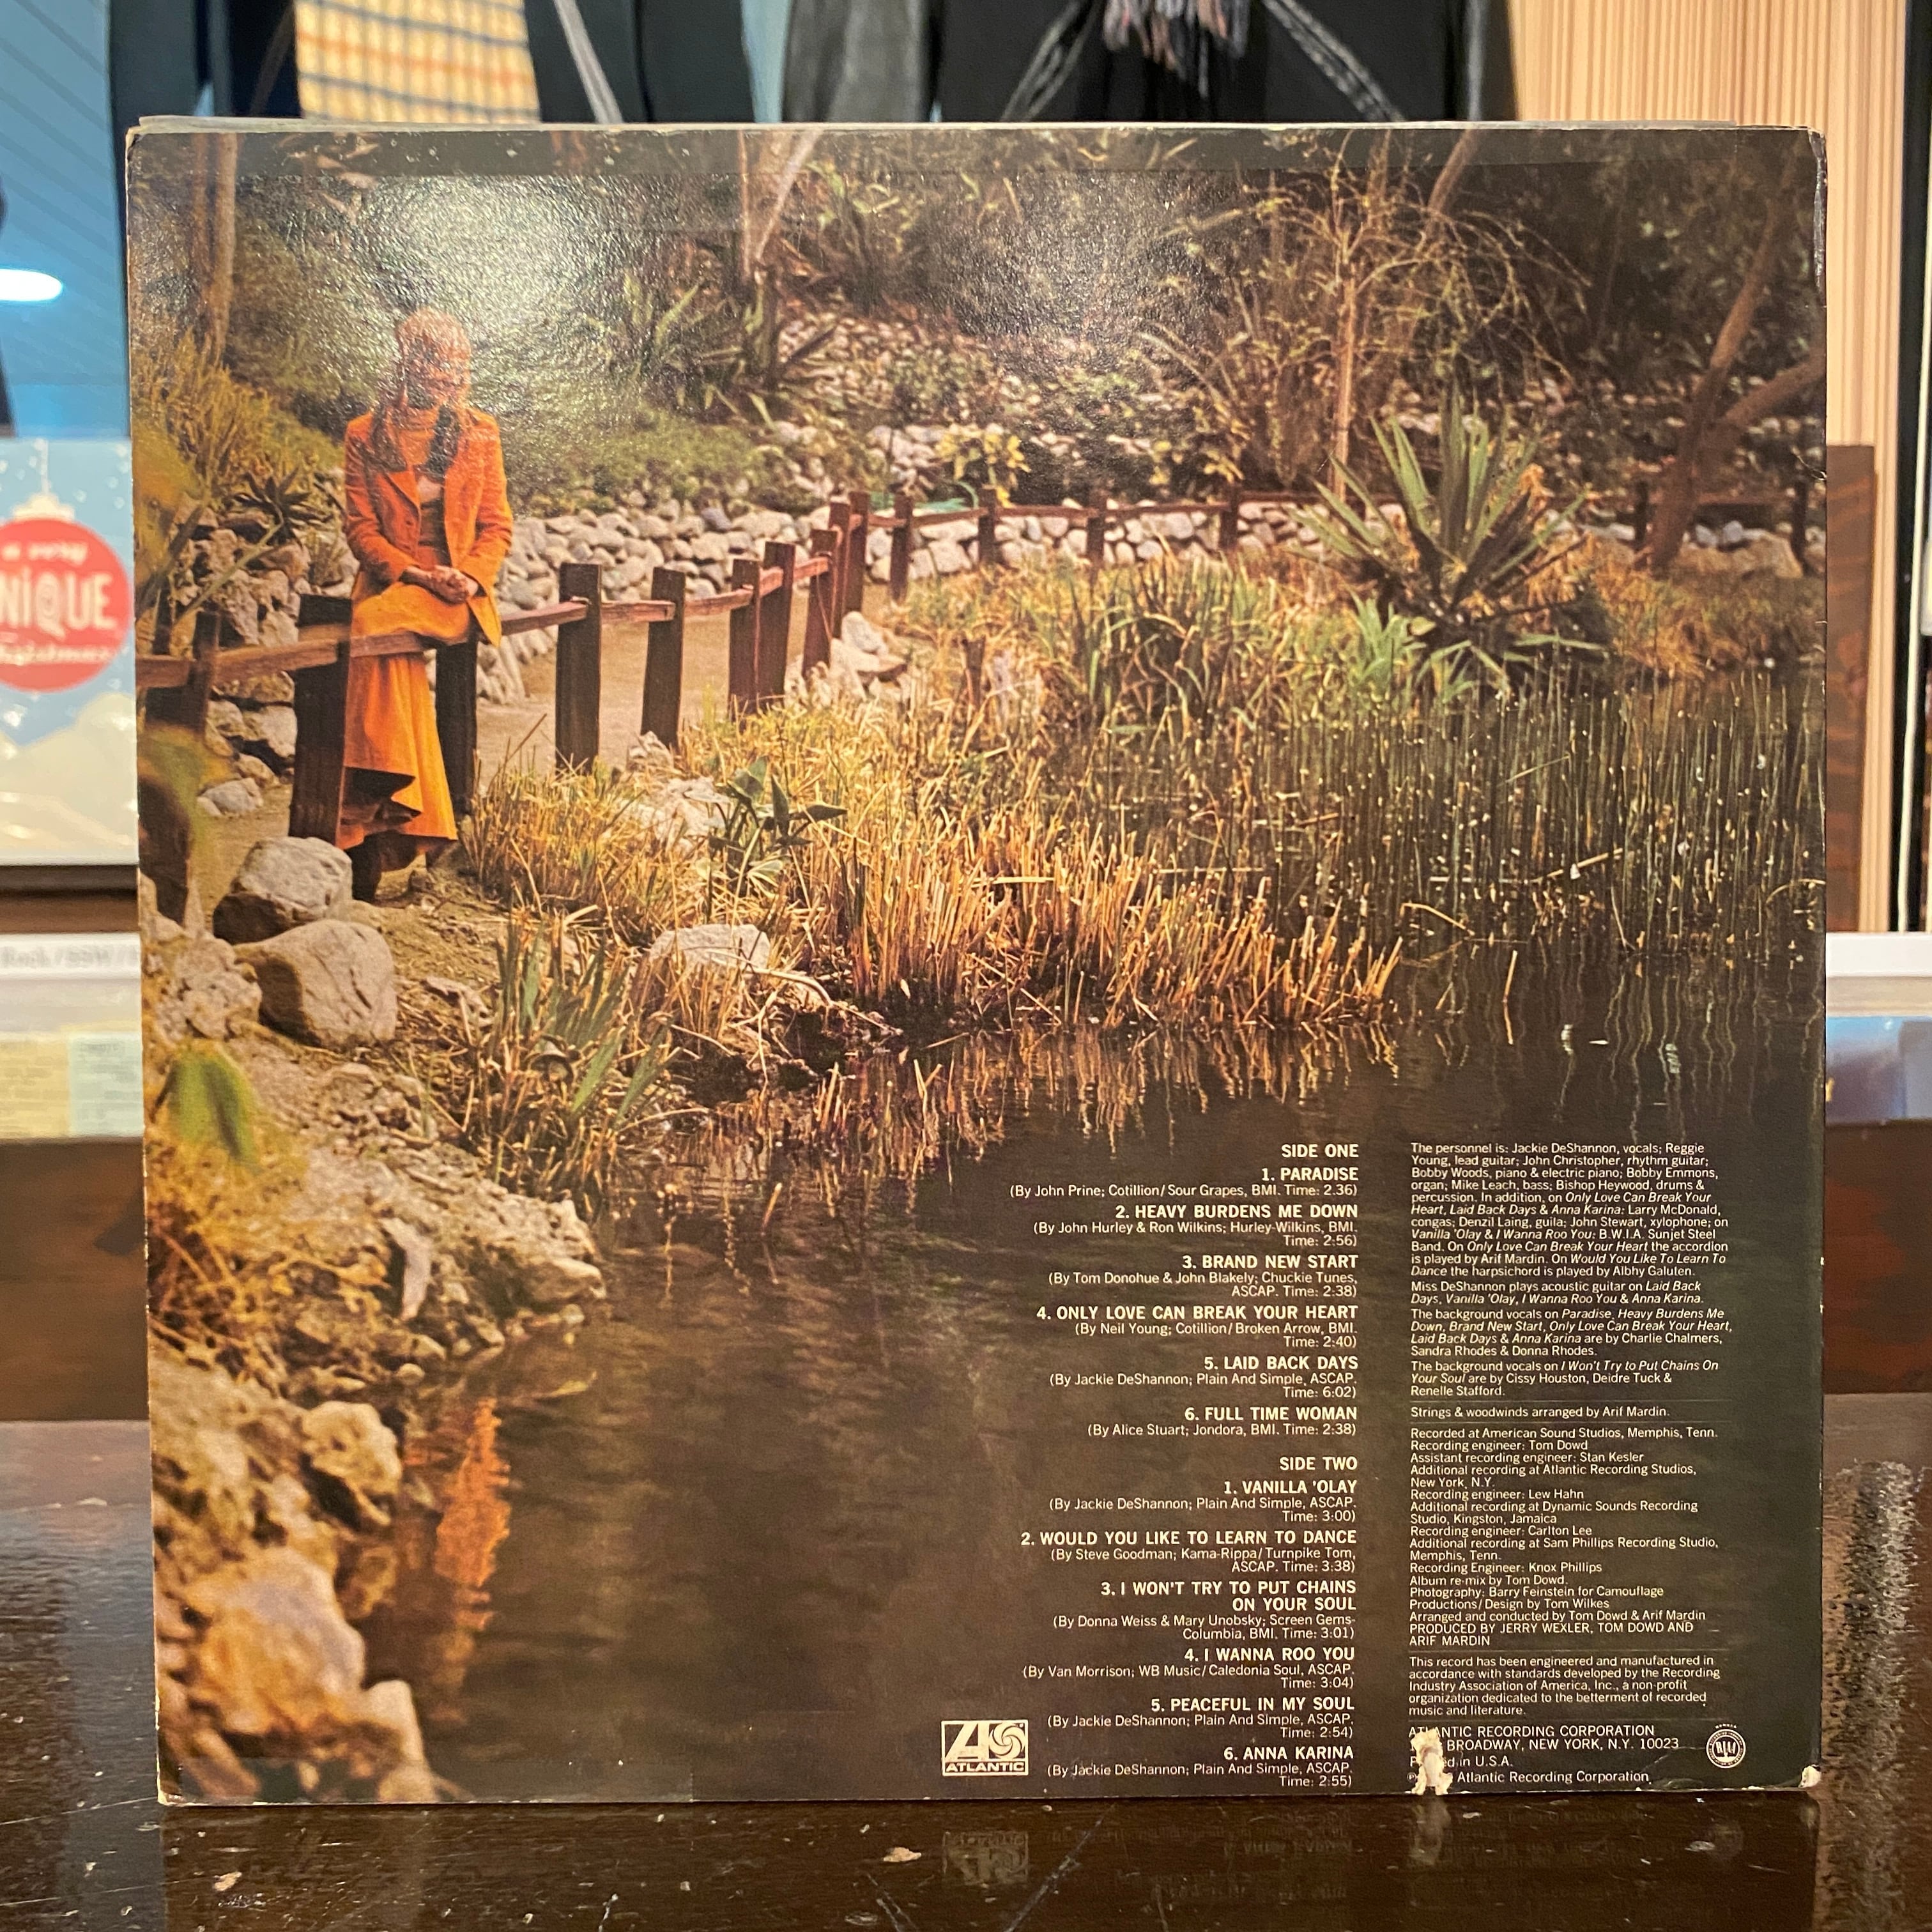 a very
NIQUE
Christmas
Rock/SSW/
SIDE ONE
1. PARADISE
(By John Prine; Cotillion/Sour Grapes, BMI. Time: 2.36)
2. HEAVY BURDENS ME DOWN
(By John Hurley & Ron Wilkins; Hurley-Wilkins, BMI.
Time: 2:56)
3. BRAND NEW START
(By Tom Donohue & John Blakely; Chuckie Tunes,
ASCAP. Time: 2:38)
4. ONLY LOVE CAN BREAK YOUR HEART
(By Neil Young; Cotillion/Broken Arrow, BMI.
Time: 2:40)
5. LAID BACK DAYS
(By Jackie DeShannon; Plain And Simple, ASCAP.
Time: 6:02)
6. FULL TIME WOMAN
(By Alice Stuart; Jondora, BMI. Time: 2:38)
SIDE TWO
1. VANILLA 'OLAY
(By Jackie DeShannon; Plain And Simple, ASCAP.
Time: 3:00)
2. WOULD YOU LIKE TO LEARN TO DANCE
(By Steve Goodman; Kama-Rippa/Turnpike Tom,
ASCAP. Time: 3:38)
3. I WON'T TRY TO PUT CHAINS
ON YOUR SOUL
(By Donna Weiss & Mary Unobsky; Screen Gems-
Columbia, BMI. Time: 3:01)
4. I WANNA ROO YOU
(By Van Morrison; WB Music/Caledonia Soul, ASCAP.
Time: 3:04)
5. PEACEFUL IN MY SOUL
(By Jackie DeShannon; Plain And Simple, ASCAP.
Time: 2:54)
6. ANNA KARINA
(By Jackie DeShannon; Plain And Simple, ASCAP.
Time: 2:55)
ATLANTIC
The personnel is: Jackie DeShannon, vocals; Reggie
Young, lead guitar; John Christopher, rhythm guitar;
Bobby Woods, piano & electric piano; Bobby Emmons,
organ; Mike Leach, bass; Bishop Heywood, drums &
percussion. In addition, on Only Love Can Break Your
Heart, Laid Back Days & Anna Karina: Larry McDonald,
congas; Denzil Laing, guila; John Stewart, xylophone; on
Vanilla 'Olay & I Wanna Roo You: B.W.I.A. Sunjet Steel
Band. On Only Love Can Break Your Heart the accordion
is played by Arif Mardin. On Would You Like To Learn To
Dance the harpsichord is played by Albhy Galuten.
Miss DeShannon plays acoustic guitar on Laid Back
Days, Vanilla 'Olay, I Wanna Roo You & Anna Karina.
The background vocals on Paradise, Heavy Burdens Me
Down, Brand New Start, Only Love Can Break Your Heart,
Laid Back Days & Anna Karina are by Charlie Chalmers,
Sandra Rhodes & Donna Rhodes.
The background vocals on I Won't Try to Put Chains On
Your Soul are by Cissy Houston, Deidre Tuck &
Renelle Stafford.
Strings & woodwinds arranged by Arif Mardin.
Recorded at American Sound Studios, Memphis, Tenn.
Recording engineer: Tom Dowd
Assistant recording engineer: Stan Kesler
Additional recording at Atlantic Recording Studios,
New York, N.Y.
Recording engineer: Lew Hahn
Additional recording at Dynamic Sounds Recording
Studio, Kingston, Jamaica
Recording engineer: Carlton Lee
Additional recording at Sam Phillips Recording Studio,
Memphis, Tenn.
Recording Engineer: Knox Phillips
Album re-mix by Tom Dowd.
Photography: Barry Feinstein for Camouflage
Productions/Design by Tom Wilkes
Arranged and conducted by Tom Dowd & Arif Mardin
PRODUCED BY JERRY WEXLER, TOM DOWD AND
ARIF MARDIN
This record has been engineered and manufactured in
accordance with standards developed by the Recording
Industry Association of America, Inc., a non-profit
organization dedicated to the betterment of recorded
music and literature.
ATLANTIC RECORDING CORPORATION
BROADWAY, NEW YORK, N.Y. 10023
in U.S.A.
Atlantic Recording Corporation